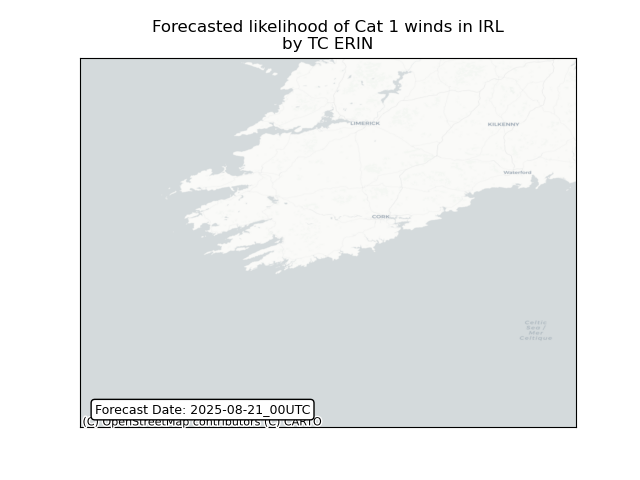 Forecasted likelihood of Cat 1 winds in IRL
by TC ERIN
LIMERICK
KILKENNY
Waterford
CORK
Celtic
Sea /
Mer
Celtique
Forecast Date: 2025-08-21_00UTC
(C) OpenStreetMap contributors (C) CARTO